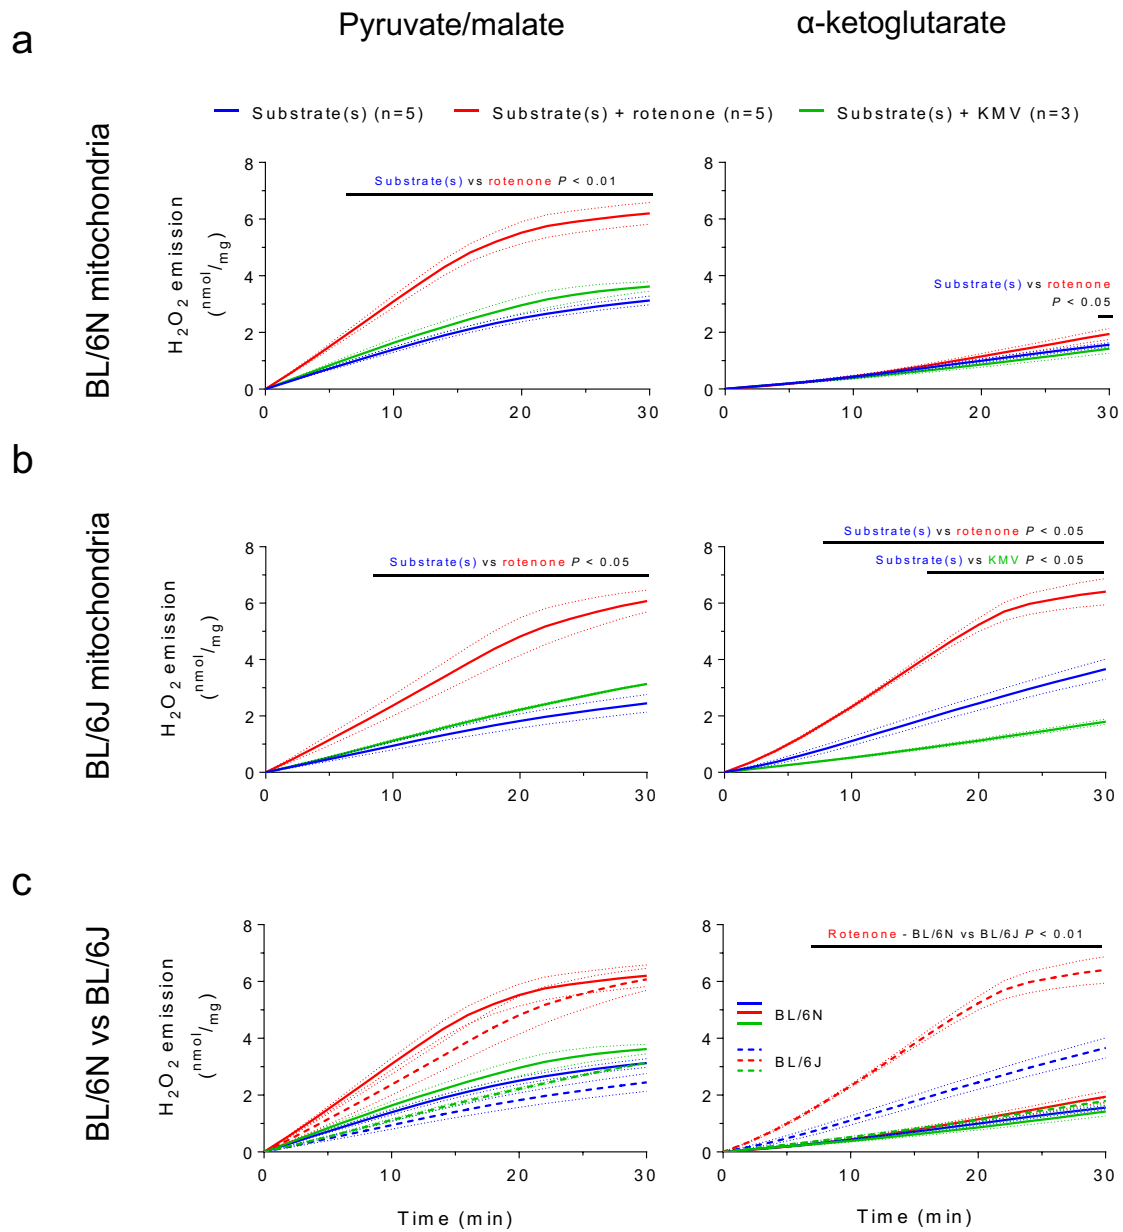 Pyruvate/malate
α-ketoglutarate
a
Substrate(s) (n=5)
Substrate(s) + rotenone (n=5)
Substrate(s) + KMV (n=3)
BL/6N mitochondria
H2O2 emission
(nmol/mg)
8
6
4
2
0
Substrate(s) vs rotenone P < 0.01
0
10
20
30
8
6
4
2
0
Substrate(s) vs rotenone
P < 0.05
0
10
20
30
b
BL/6J mitochondria
H2O2 emission
(nmol/mg)
8
6
4
2
0
Substrate(s) vs rotenone P < 0.05
0
10
20
30
Substrate(s) vs rotenone P < 0.05
Substrate(s) vs KMV P < 0.05
8
6
4
2
0
0
10
20
30
c
BL/6N vs BL/6J
H2O2 emission
(nmol/mg)
8
6
4
2
0
0
10
20
30
Time (min)
Rotenone - BL/6N vs BL/6J P < 0.01
8
6
4
2
0
BL/6N
BL/6J
0
10
20
30
Time (min)